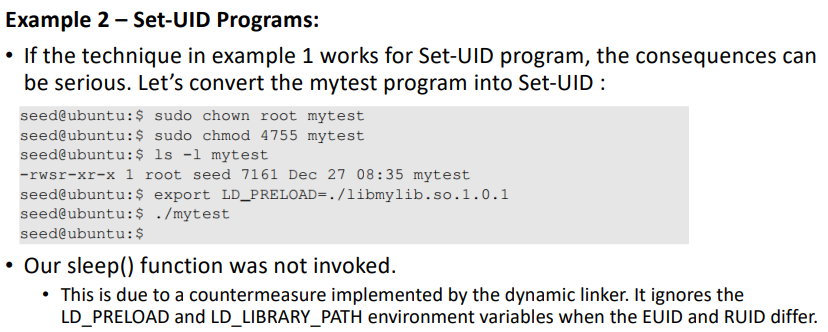 Example 2 – Set-UID Programs:
• If the technique in example 1 works for Set-UID program, the consequences can
be serious. Let's convert the mytest program into Set-UID :
seed@ubuntu:$ sudo chown root mytest
seed@ubuntu:$ sudo chmod 4755 mytest
seed@ubuntu:$ ls -l mytest
-rwsr-xr-x 1 root seed 7161 Dec 27 08:35 mytest
seed@ubuntu:$ export LD_PRELOAD=./libmylib.so.1.0.1
seed@ubuntu:$ ./mytest
seed@ubuntu:$
• Our sleep() function was not invoked.
• This is due to a countermeasure implemented by the dynamic linker. It ignores the
LD_PRELOAD and LD_LIBRARY_PATH environment variables when the EUID and RUID differ.